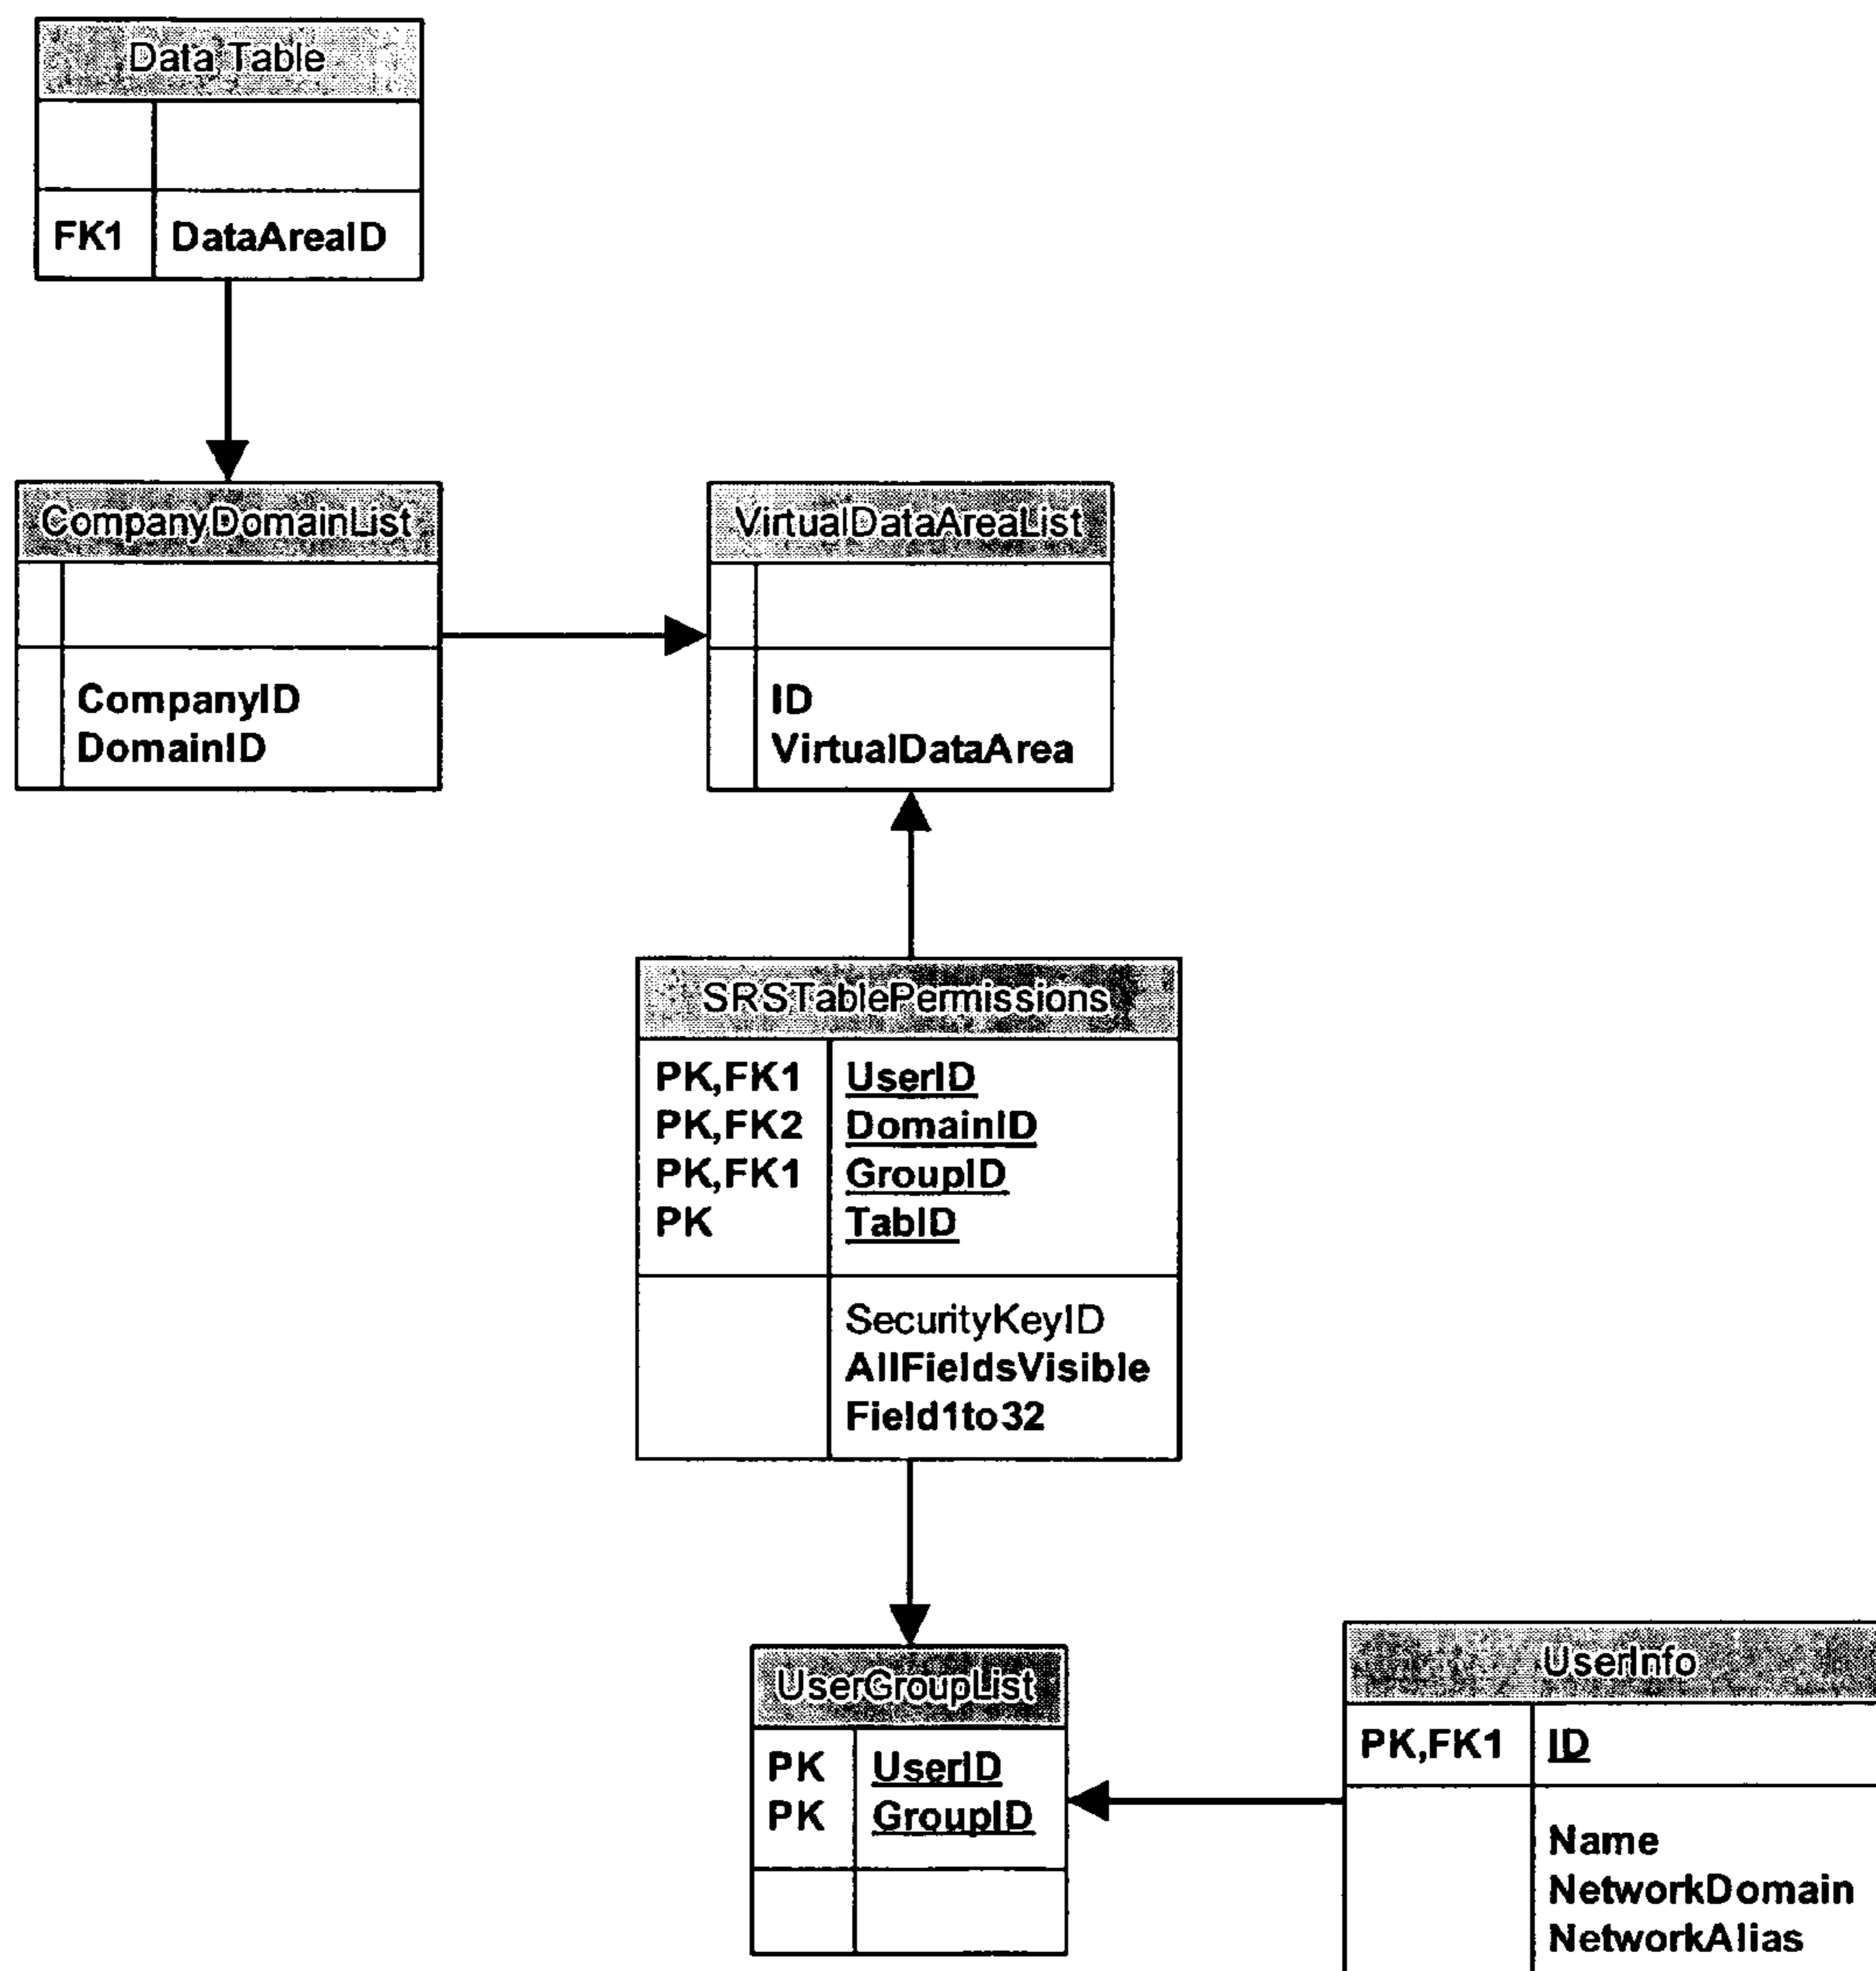 Data Table
FK1 DataAreaID
CompanyDomainList
CompanyID
DomainID
VirtualDataAreaList
ID
VirtualDataArea
SRSTablePermissions
PK,FK1 UserID
PK,FK2 DomainID
PK,FK1 GroupID
PK TabID
SecurityKeyID
AllFieldsVisible
Field1to32
UserGroupList
PK UserID
PK GroupID
UserInfo
PK,FK1 ID
Name
NetworkDomain
NetworkAlias